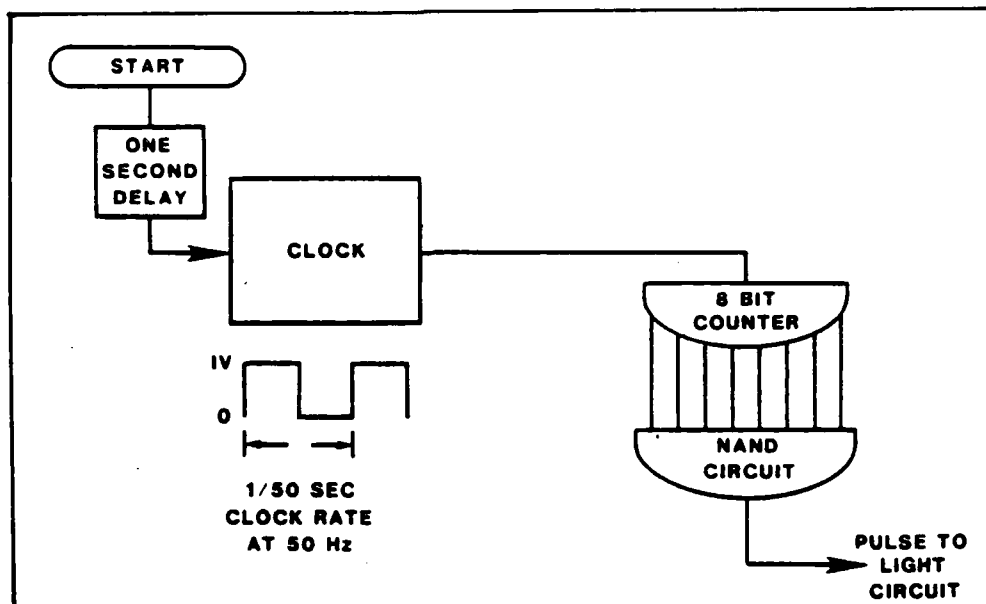 START
ONE
SECOND
DELAY
CLOCK
8 BIT
COUNTER
1V
0
NAND
CIRCUIT
1/50 SEC
CLOCK RATE
AT 50 Hz
PULSE TO
LIGHT
CIRCUIT